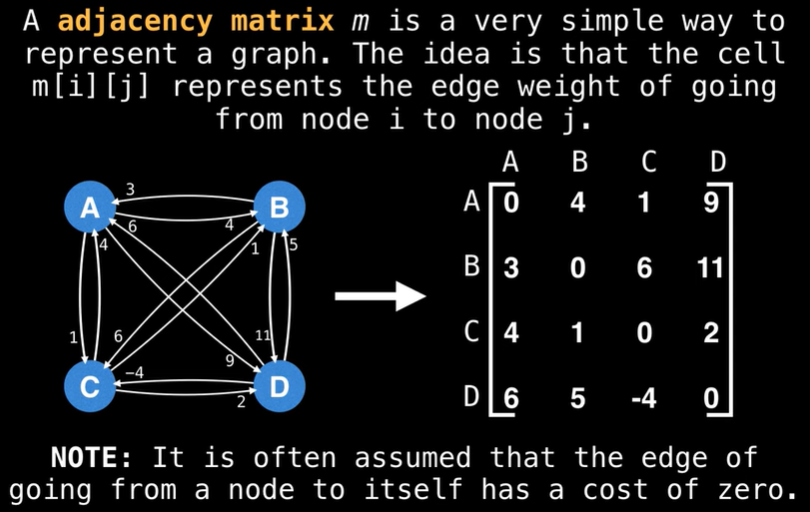 A adjacency matrix m is a very simple way to
represent a graph. The idea is that the cell
m[i][j] represents the edge weight of going
from node i to node j.
A B C D
A 0 4 1 9
B 3 0 6 11
C 4 1 0 2
D 6 5 -4 0
A 3 B
6 4
4 1 5
1 6 11
9
C -4 D
2
NOTE: It is often assumed that the edge of
going from a node to itself has a cost of zero.